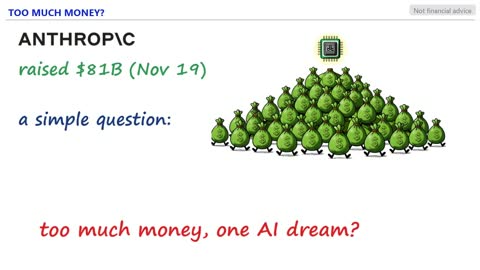 TOO MUCH MONEY?
Not financial advice
ANTHROP\C
raised $81B (Nov 19)
a simple question:
too much money, one AI dream?